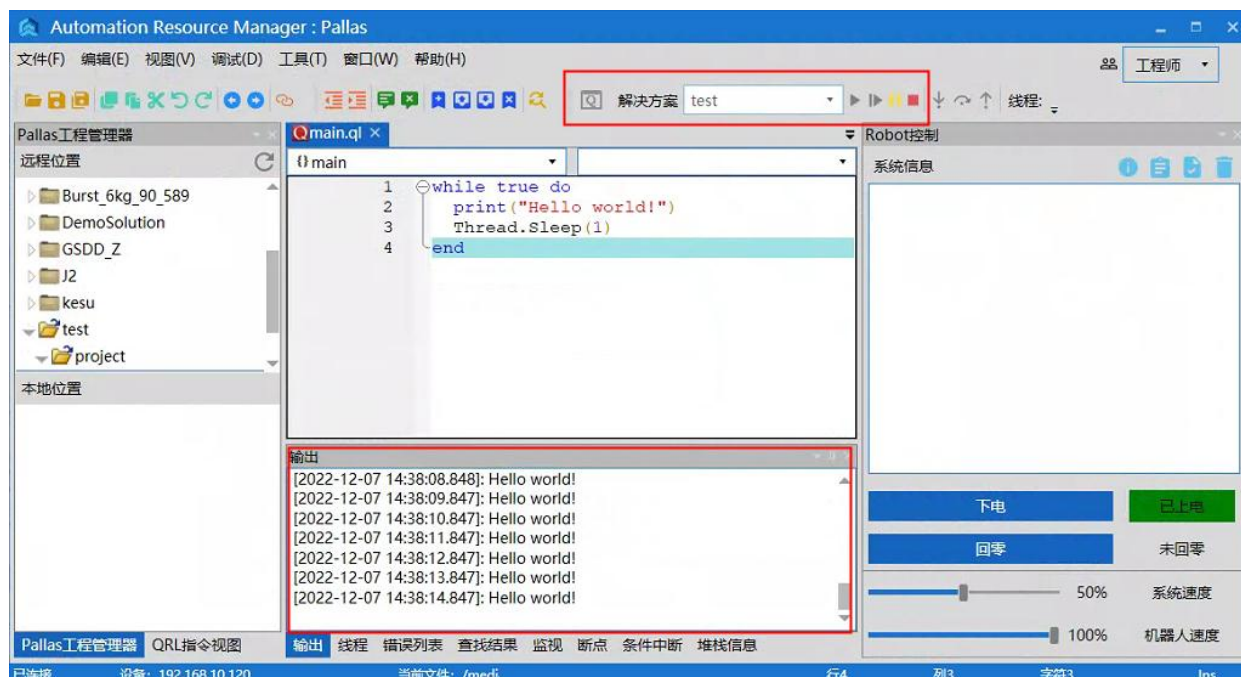 Automation Resource Manager : Pallas
文件(F) 编辑(E) 视图(V) 调试(D) 工具(T) 窗口(W) 帮助(H)
工程师
解决方案 test 线程:
Pallas工程管理器
远程位置
Burst_6kg_90_589
DemoSolution
GSDD_Z
J2
kesu
test
project
本地位置
Pallas工程管理器 QRL指令视图
main.ql
{} main
1 while true do
2 print("Hello world!")
3 Thread.Sleep(1)
4 end
输出
[2022-12-07 14:38:08.848]: Hello world!
[2022-12-07 14:38:09.847]: Hello world!
[2022-12-07 14:38:10.847]: Hello world!
[2022-12-07 14:38:11.847]: Hello world!
[2022-12-07 14:38:12.847]: Hello world!
[2022-12-07 14:38:13.847]: Hello world!
[2022-12-07 14:38:14.847]: Hello world!
输出 线程 错误列表 查找结果 监视 断点 条件中断 堆栈信息
Robot控制
系统信息
下电 已上电
回零 未回零
50% 系统速度
100% 机器人速度
已连接 设备: 192.168.10.120 当前文件: /medi 行4 列3 字符3 Ins